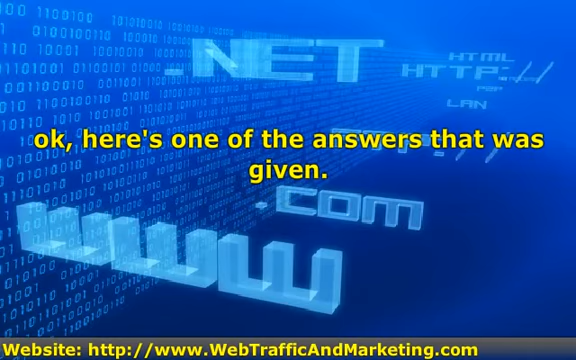 .NET
HTML
HTTP://
LAN
ok, here's one of the answers that was
given.
.com
www
Website: http://www.WebTrafficAndMarketing.com